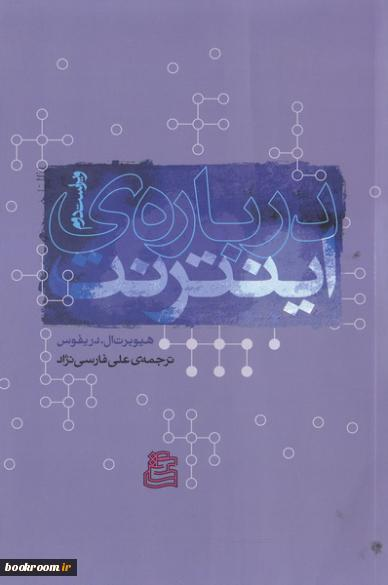 درباره‌ی
اینترنت
ویراست دوم
هیوبرت ال. دریفوس
ترجمه‌ی علی فارسی نژاد
bookroom.ir